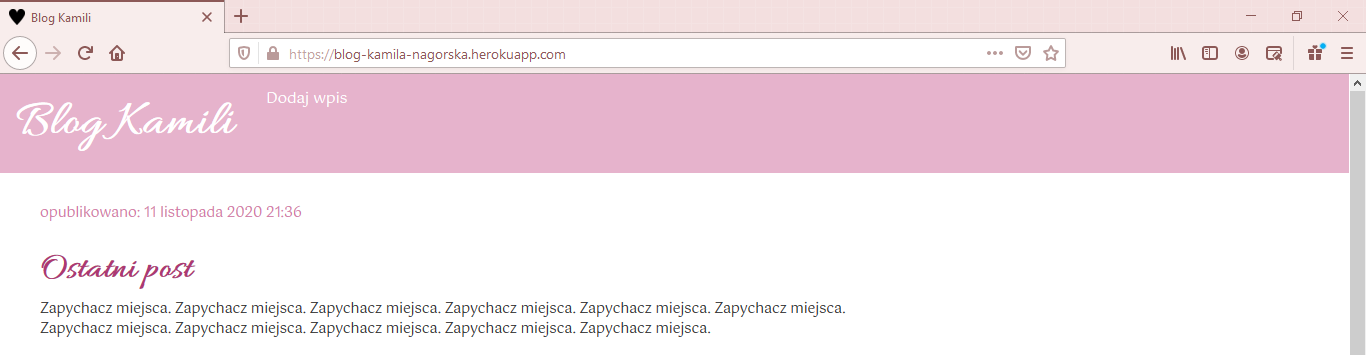 Blog Kamili
https://blog-kamila-nagorska.herokuapp.com
Blog Kamili
Dodaj wpis
opublikowano: 11 listopada 2020 21:36
Ostatni post
Zapychacz miejsca. Zapychacz miejsca. Zapychacz miejsca. Zapychacz miejsca. Zapychacz miejsca. Zapychacz miejsca.
Zapychacz miejsca. Zapychacz miejsca. Zapychacz miejsca. Zapychacz miejsca. Zapychacz miejsca.